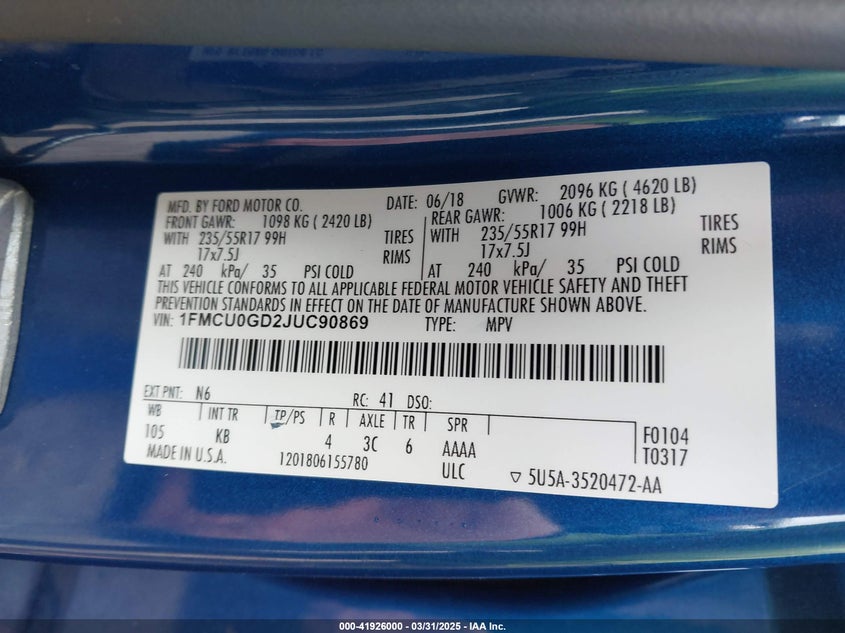 MFD. BY FORD MOTOR CO. DATE: 06/18 GVWR: 2096 KG ( 4620 LB)
FRONT GAWR: 1098 KG ( 2420 LB) REAR GAWR: 1006 KG ( 2218 LB)
WITH 235/55R17 99H TIRES WITH 235/55R17 99H TIRES
17x7.5J RIMS 17x7.5J RIMS
AT 240 kPa/ 35 PSI COLD AT 240 kPa/ 35 PSI COLD
THIS VEHICLE CONFORMS TO ALL APPLICABLE FEDERAL MOTOR VEHICLE SAFETY AND THEFT
PREVENTION STANDARDS IN EFFECT ON THE DATE OF MANUFACTURE SHOWN ABOVE.
VIN: 1FMCU0GD2JUC90869 TYPE: MPV
EXT PNT: N6 RC: 41 DSO:
WB INT TR TP/PS R AXLE TR SPR
105 KB 4 3C 6 AAAA F0104
MADE IN U.S.A. 1201806155780 ULC T0317
▽ 5U5A-3520472-AA
000-41926000 — 03/31/2025 — IAA Inc.